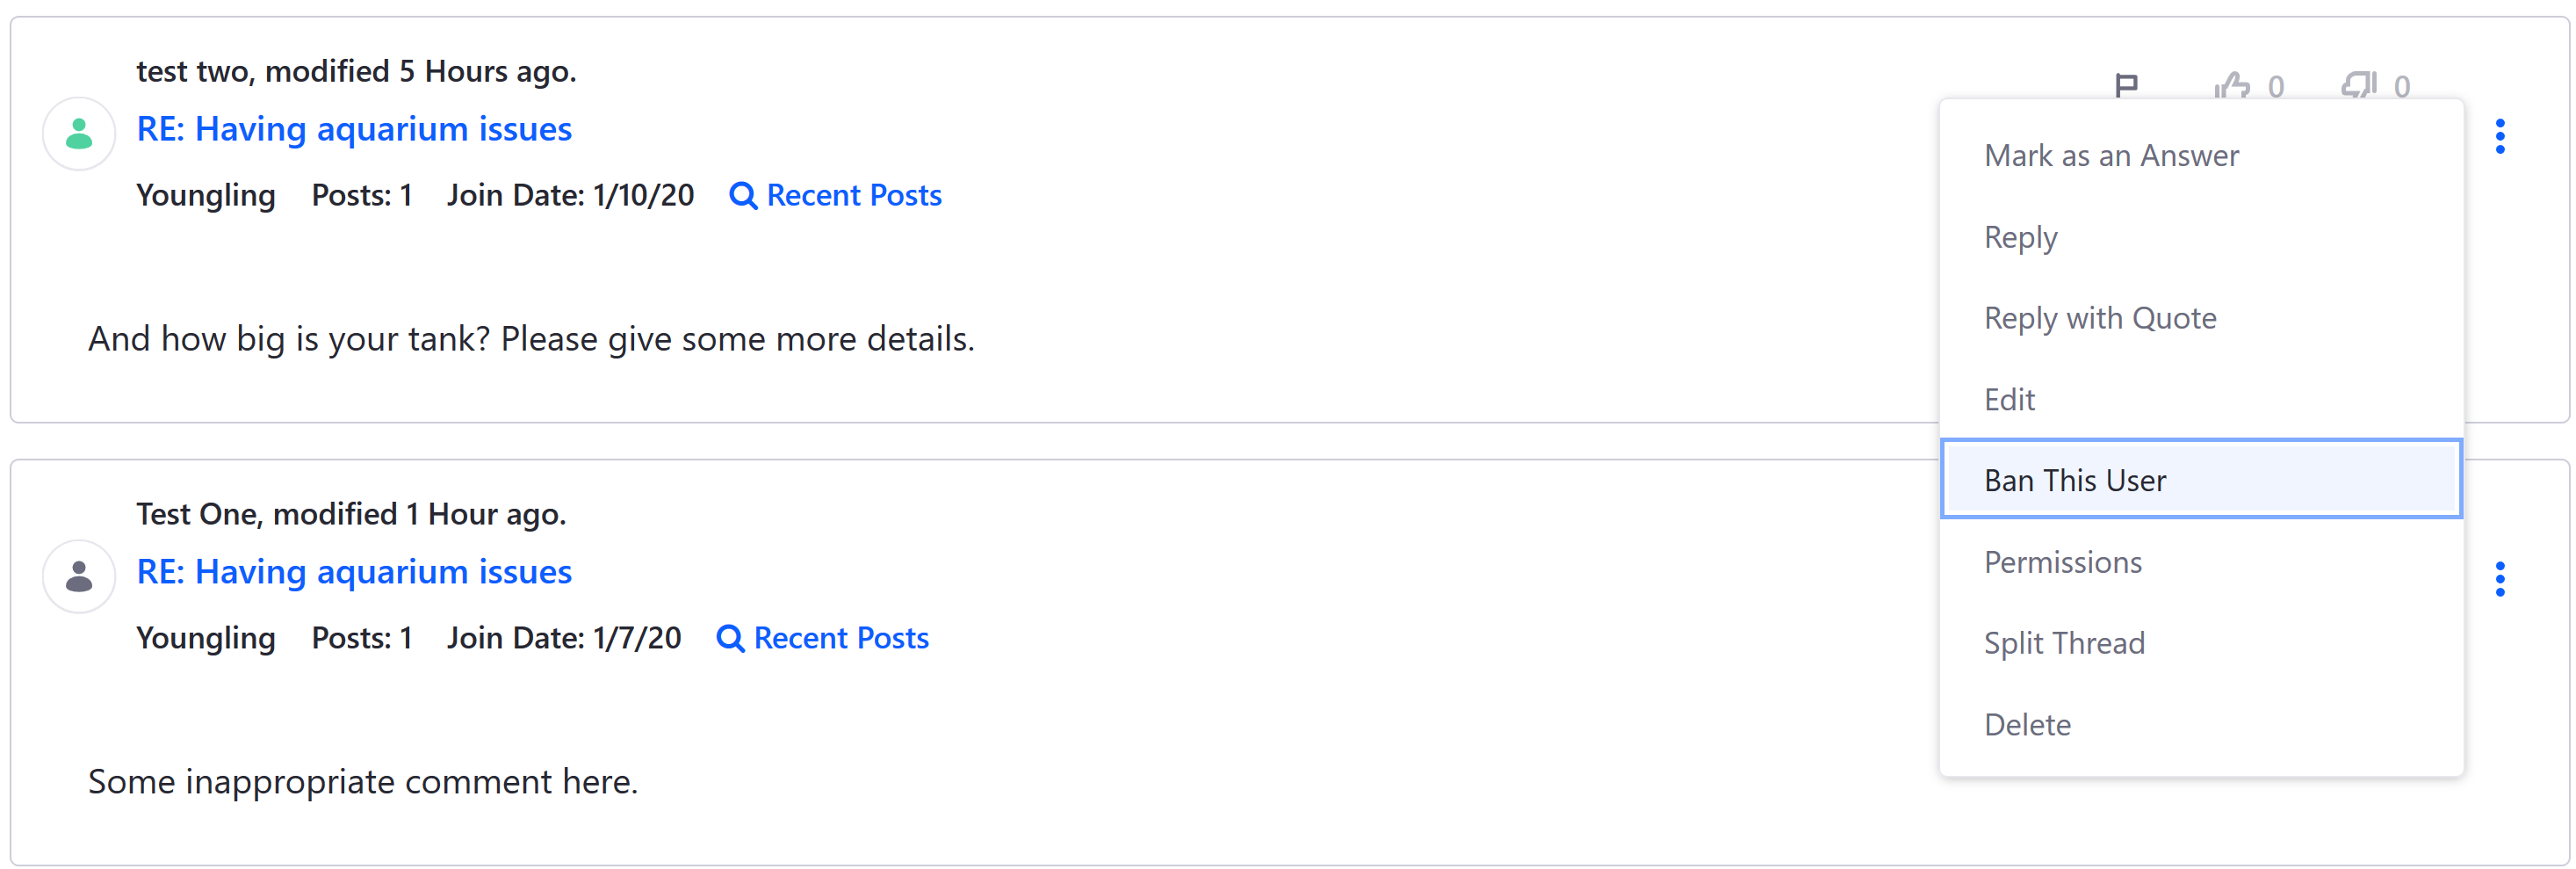 test two, modified 5 Hours ago.
RE: Having aquarium issues
Youngling Posts: 1 Join Date: 1/10/20 Recent Posts
0 0
And how big is your tank? Please give some more details.
Mark as an Answer
Reply
Reply with Quote
Edit
Ban This User
Permissions
Split Thread
Delete
Test One, modified 1 Hour ago.
RE: Having aquarium issues
Youngling Posts: 1 Join Date: 1/7/20 Recent Posts
Some inappropriate comment here.